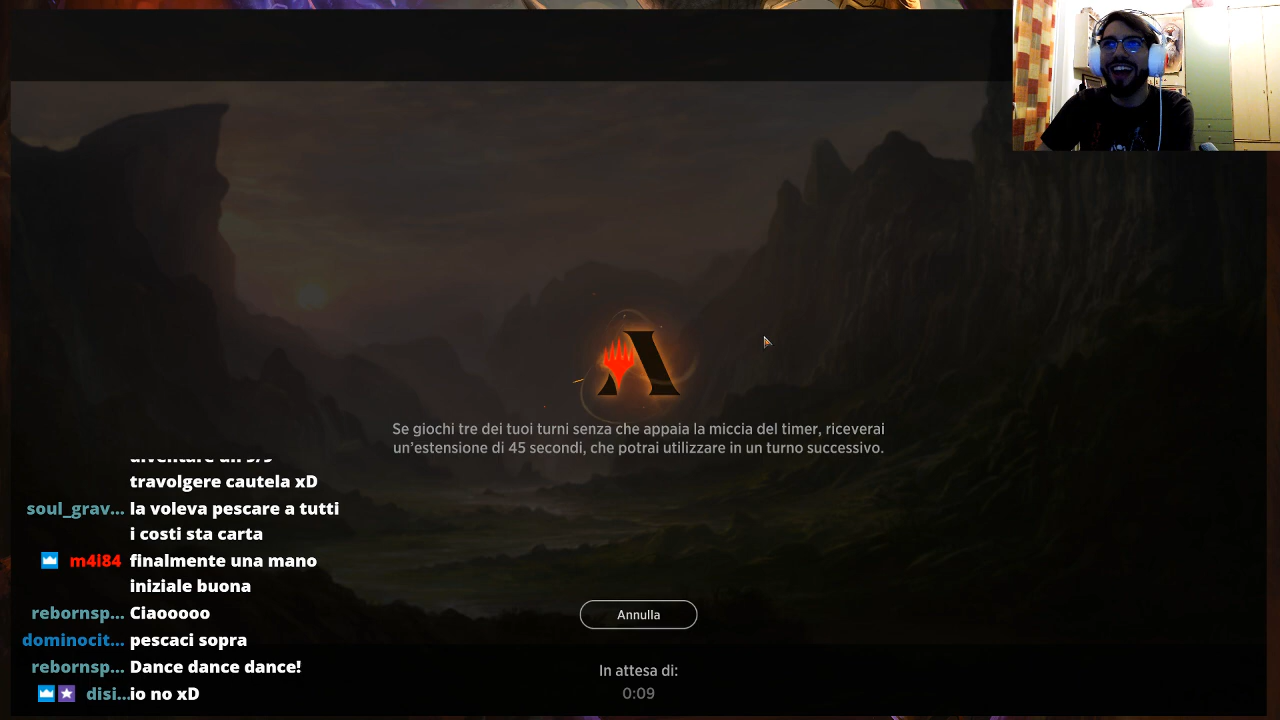 Se giochi tre dei tuoi turni senza che appaia la miccia del timer, riceverai
un'estensione di 45 secondi, che potrai utilizzare in un turno successivo.
travolgere cautela xD
soul_grav... la voleva pescare a tutti
i costi sta carta
m4i84 finalmente una mano
iniziale buona
rebornsp... Ciaooooo
dominocit... pescaci sopra
rebornsp... Dance dance dance!
disi... io no xD
Annulla
In attesa di:
0:09